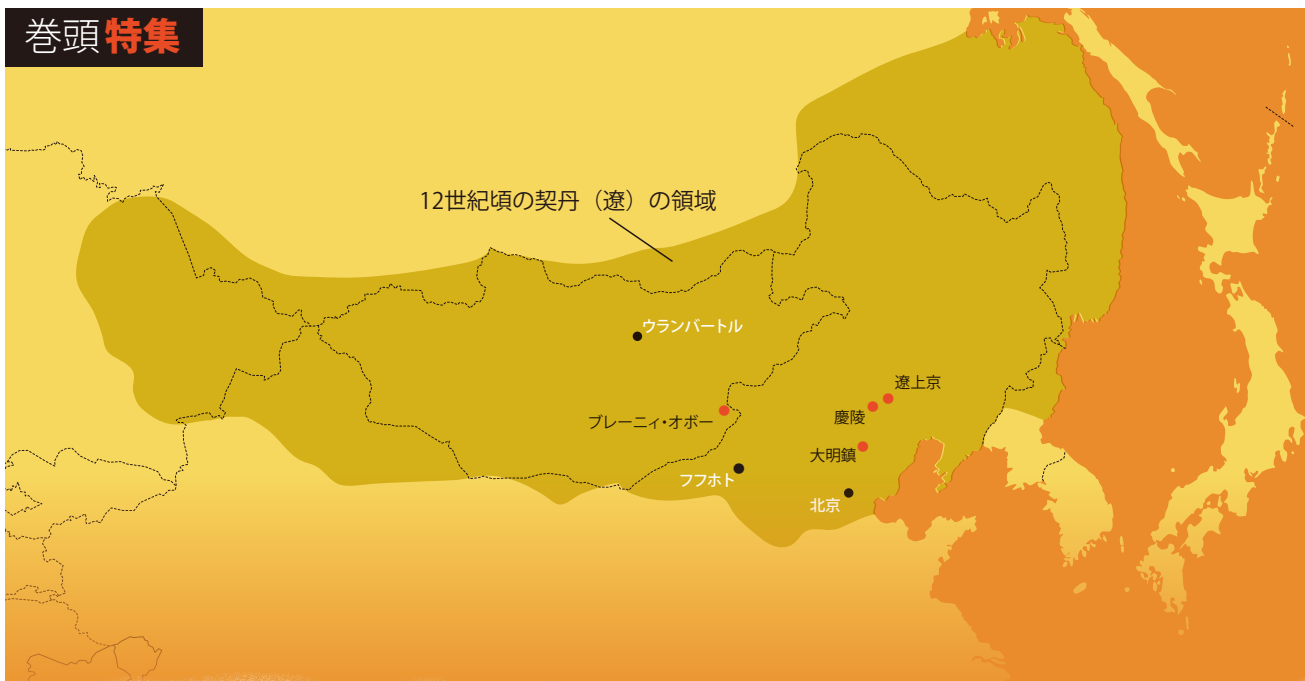 巻頭特集
12世紀頃の契丹（遼）の領域
ウランバートル
遼上京
慶陵
ブレーニィ・オボー
大明鎮
フフホト
北京